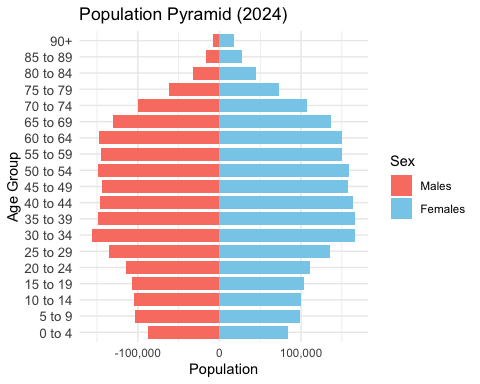 Population Pyramid (2024)
90+
85 to 89
80 to 84
75 to 79
70 to 74
65 to 69
60 to 64
55 to 59
50 to 54
45 to 49
40 to 44
35 to 39
30 to 34
25 to 29
20 to 24
15 to 19
10 to 14
5 to 9
0 to 4
Age Group
-100,000
0
100,000
Population
Sex
Males
Females